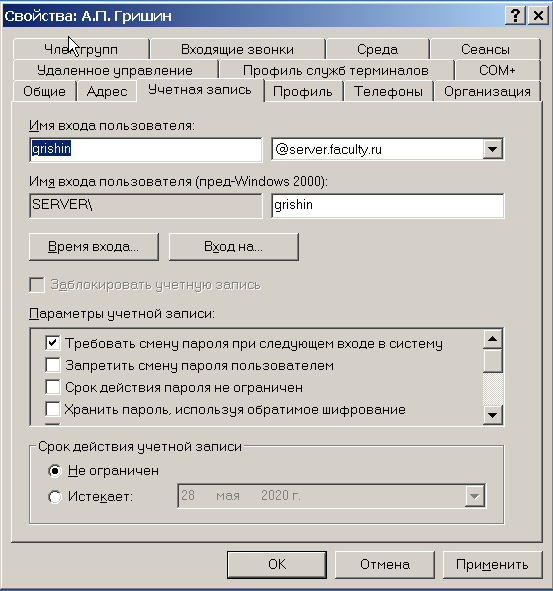 Свойства: А.П. Гришин
Член групп Входящие звонки Среда Сеансы
Удаленное управление Профиль служб терминалов COM+
Общие Адрес Учетная запись Профиль Телефоны Организация
Имя входа пользователя:
grishin @server.faculty.ru
Имя входа пользователя (пред-Windows 2000):
SERVER\ grishin
Время входа... Вход на...
Заблокировать учетную запись
Параметры учетной записи:
Требовать смену пароля при следующем входе в систему
Запретить смену пароля пользователем
Срок действия пароля не ограничен
Хранить пароль, используя обратимое шифрование
Срок действия учетной записи
Не ограничен
Истекает: 28 мая 2020 г.
OK Отмена Применить